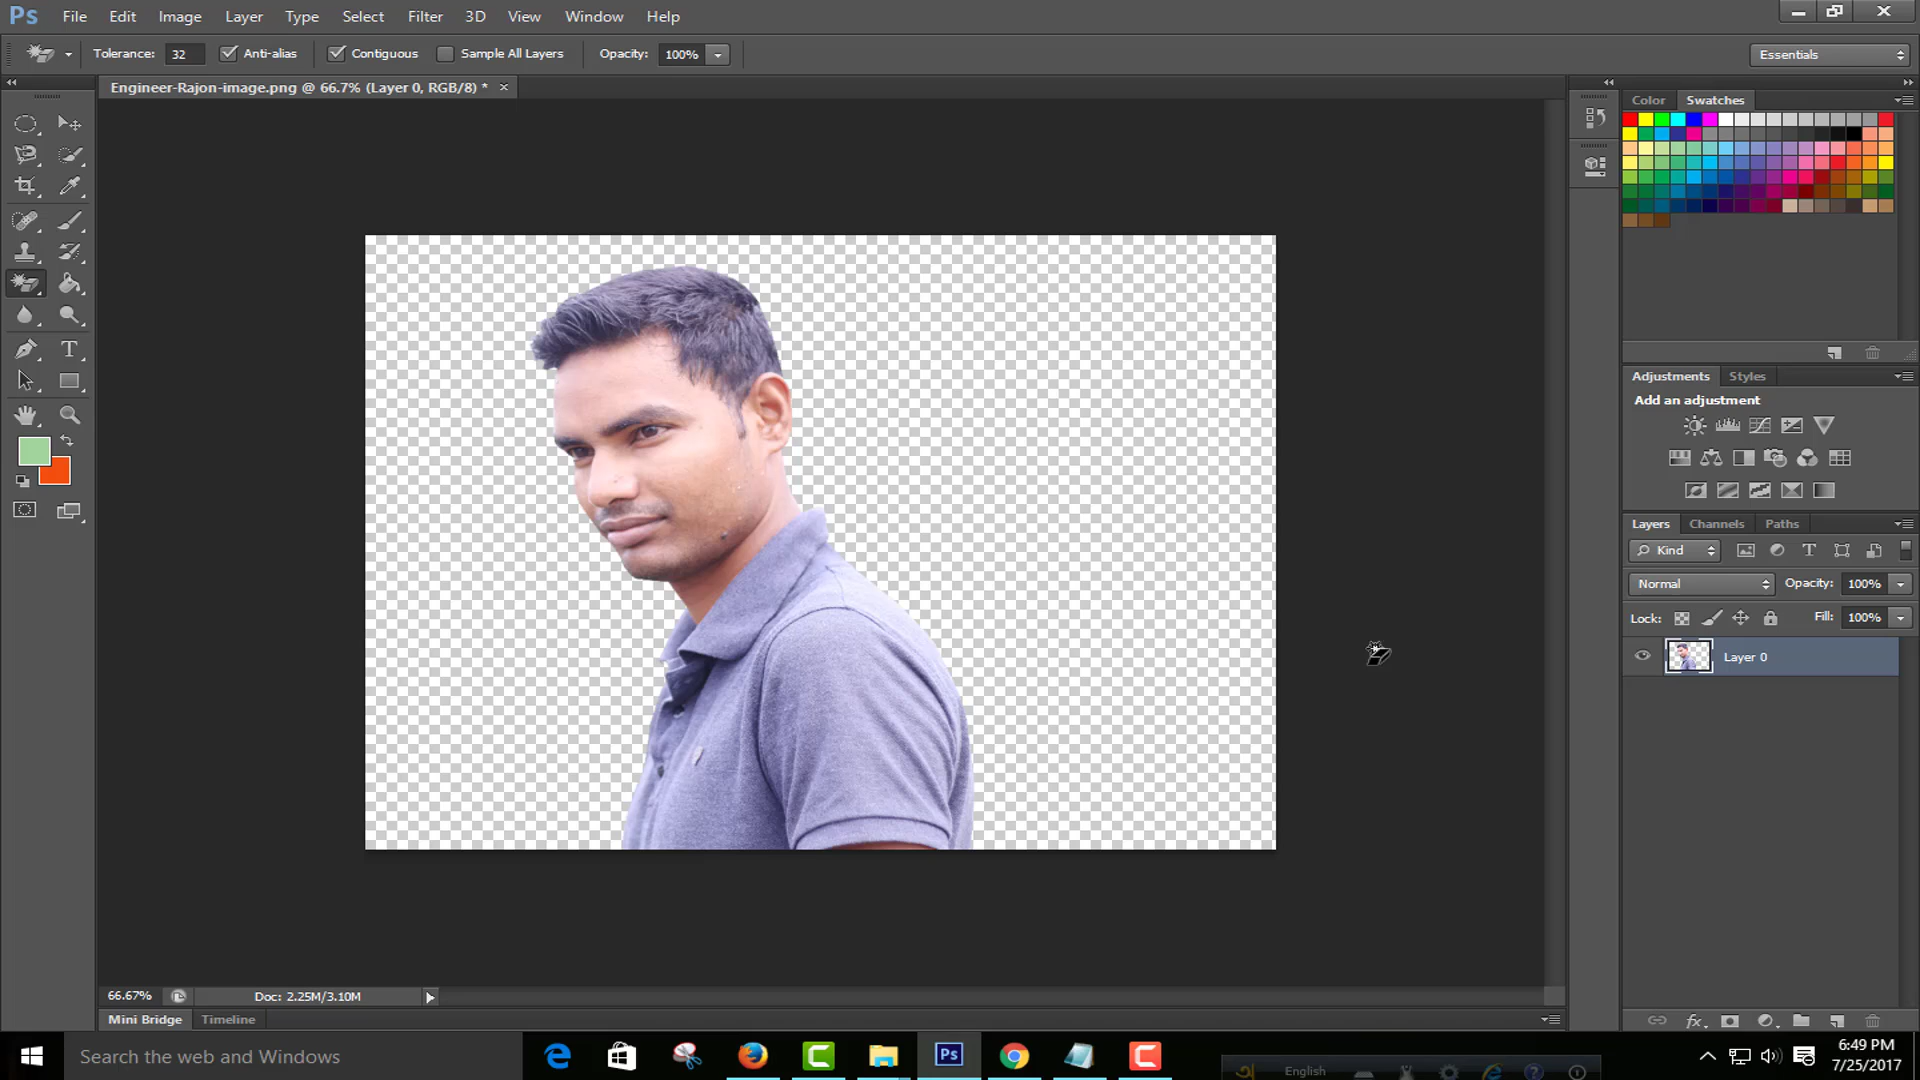 Ps File Edit Image Layer Type Select Filter 3D View Window Help
Tolerance: 32 Anti-alias Contiguous Sample All Layers Opacity: 100% Essentials
Engineer-Rajon-image.png @ 66.7% (Layer 0, RGB/8) * ×
Color Swatches
Adjustments Styles
Add an adjustment
Layers Channels Paths
Kind
Normal Opacity: 100%
Lock: Fill: 100%
Layer 0
66.67% Doc: 2.25M/3.10M
Mini Bridge Timeline
Search the web and Windows
Ps
English
6:49 PM
7/25/2017